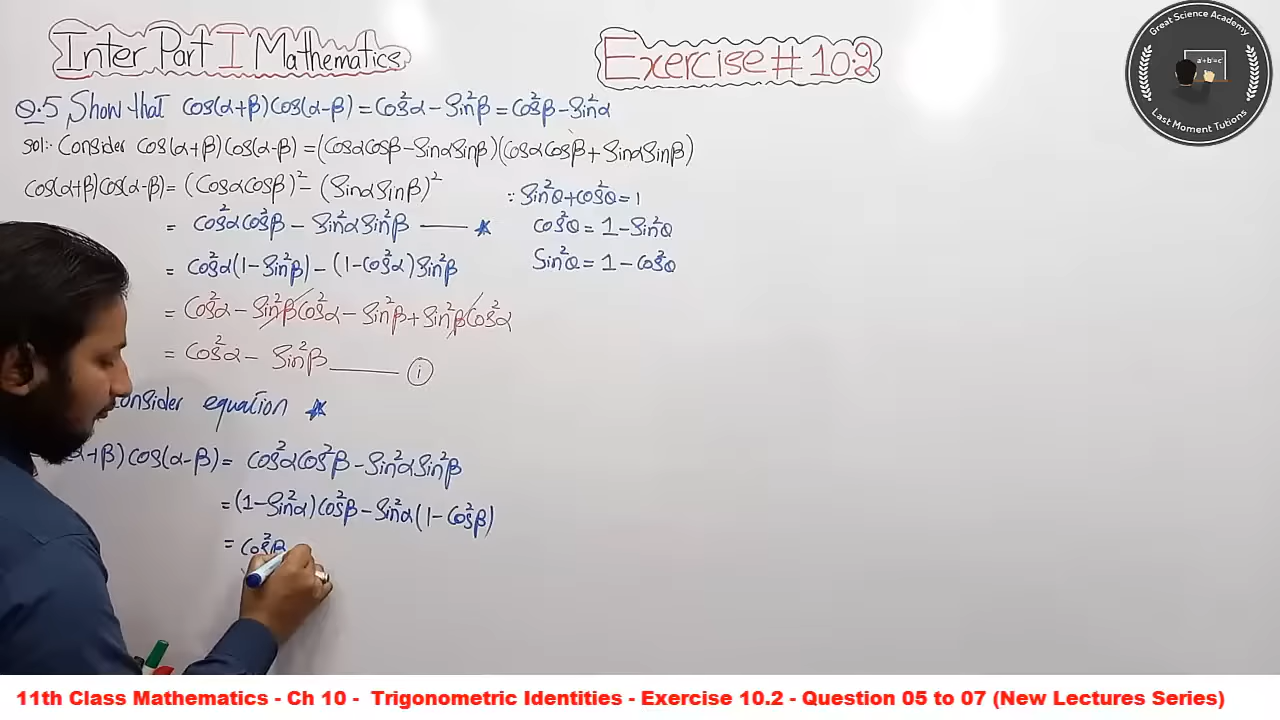 Inter Part I Mathematics
Exercise # 10.2
Great Science Academy
a²+b²=c²
Last Moment Tutions
Q.5 Show that cos(α+β)cos(α-β) = cos²α - Sin²β = cos²β - Sin²α
Sol:- Consider cos(α+β)cos(α-β) = (cosαcosβ - SinαSinβ)(cosαcosβ + SinαSinβ)
cos(α+β)cos(α-β) = (cosαcosβ)² - (SinαSinβ)²
∵ Sin²θ + cos²θ = 1
= cos²αcos²β - Sin²αSin²β —— ★
cos²θ = 1 - Sin²θ
= cos²α(1 - Sin²β) - (1 - cos²α)Sin²β
Sin²θ = 1 - cos²θ
= cos²α - Sin²βcos²α - Sin²β + Sin²βcos²α
= cos²α - Sin²β —— (i)
onsider equation ★
α+β)cos(α-β) = cos²αcos²β - Sin²αSin²β
= (1 - Sin²α)cos²β - Sin²α(1 - cos²β)
= cos²β
11th Class Mathematics - Ch 10 - Trigonometric Identities - Exercise 10.2 - Question 05 to 07 (New Lectures Series)